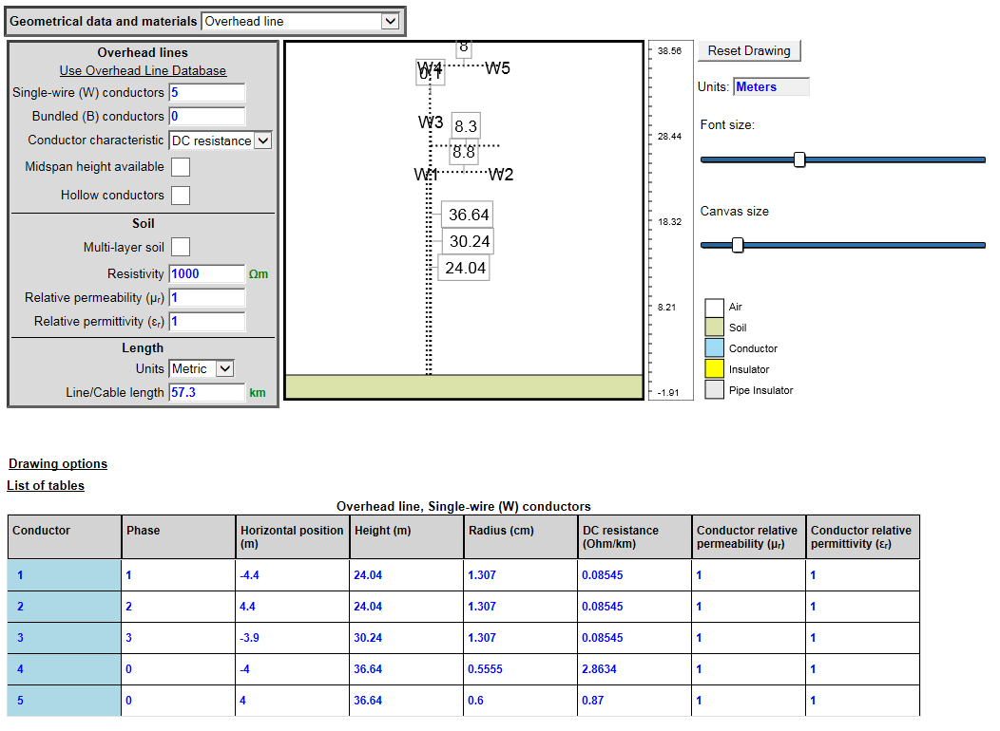 Geometrical data and materials Overhead line
Overhead lines
Use Overhead Line Database
Single-wire (W) conductors 5
Bundled (B) conductors 0
Conductor characteristic DC resistance
Midspan height available
Hollow conductors
Soil
Multi-layer soil
Resistivity 1000 Ωm
Relative permeability (μr) 1
Relative permittivity (εr) 1
Length
Units Metric
Line/Cable length 57.3 km
8
W4 W5
0.1
W3 8.3
8.8
W1 W2
36.64
30.24
24.04
38.56
28.44
18.32
8.21
-1.91
Reset Drawing
Units: Meters
Font size:
Canvas size
Air
Soil
Conductor
Insulator
Pipe Insulator
Drawing options
List of tables
Overhead line, Single-wire (W) conductors
Conductor Phase Horizontal position (m) Height (m) Radius (cm) DC resistance (Ohm/km) Conductor relative permeability (μr) Conductor relative permittivity (εr)
1 1 -4.4 24.04 1.307 0.08545 1 1
2 2 4.4 24.04 1.307 0.08545 1 1
3 3 -3.9 30.24 1.307 0.08545 1 1
4 0 -4 36.64 0.5555 2.8634 1 1
5 0 4 36.64 0.6 0.87 1 1